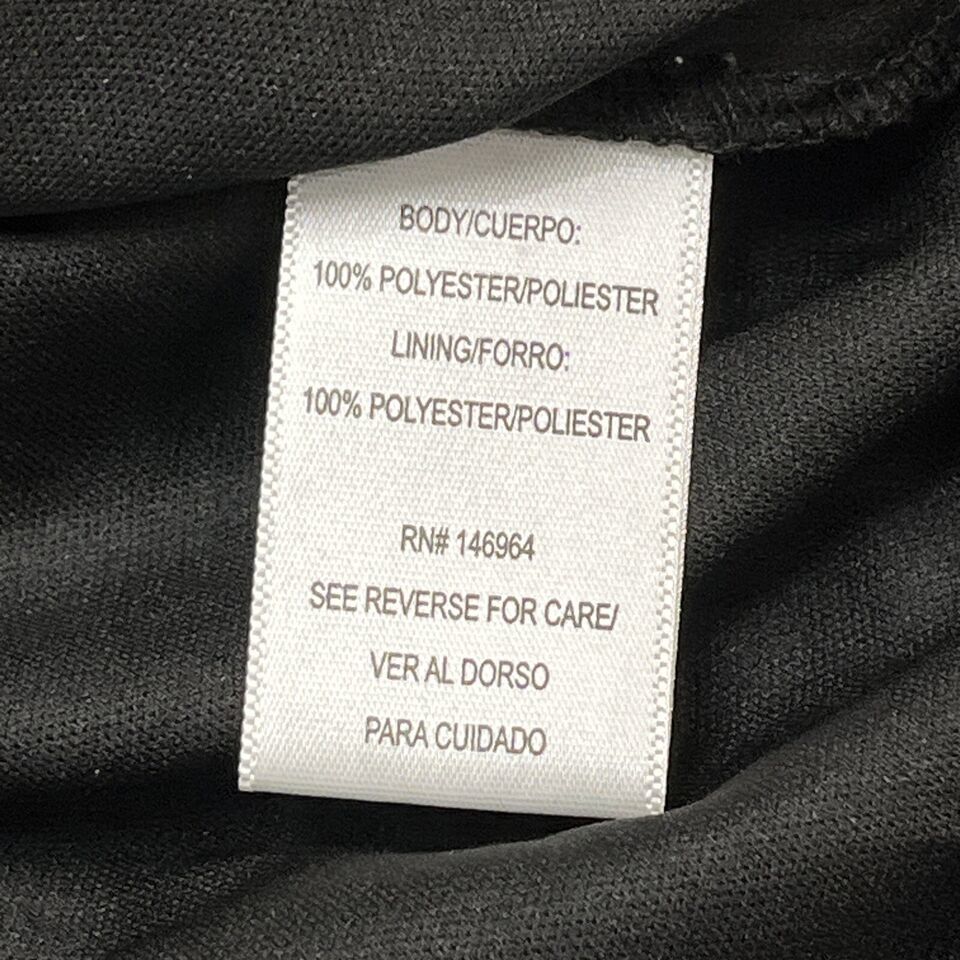 BODY/CUERPO:
100% POLYESTER/POLIESTER
LINING/FORRO:
100% POLYESTER/POLIESTER
RN# 146964
SEE REVERSE FOR CARE/
VER AL DORSO
PARA CUIDADO